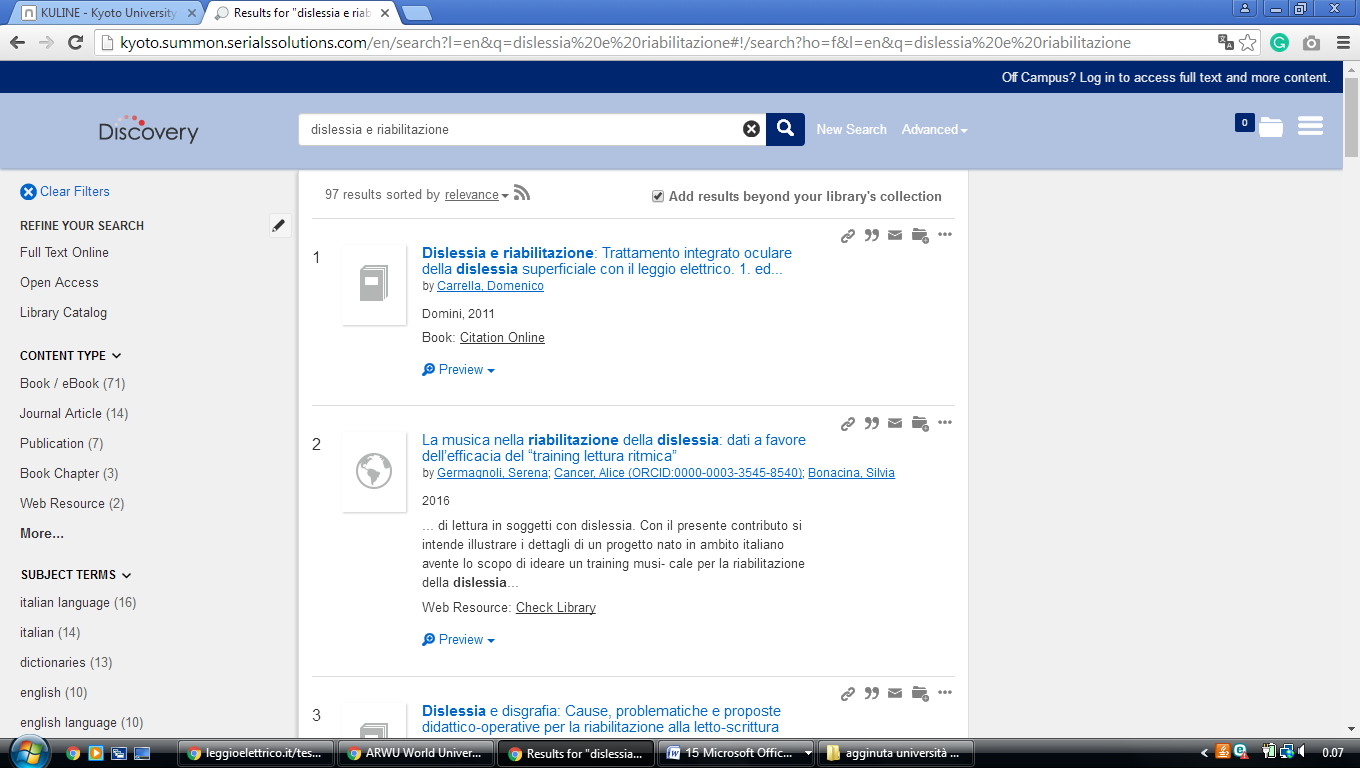 KULINE - Kyoto University
Results for "dislessia e riab
kyoto.summon.serialssolutions.com/en/search?l=en&q=dislessia%20e%20riabilitazione#!/search?ho=f&l=en&q=dislessia%20e%20riabilitazione
Off Campus? Log in to access full text and more content.
Discovery
dislessia e riabilitazione
New Search
Advanced
0
Clear Filters
REFINE YOUR SEARCH
Full Text Online
Open Access
Library Catalog
CONTENT TYPE
Book / eBook (71)
Journal Article (14)
Publication (7)
Book Chapter (3)
Web Resource (2)
More...
SUBJECT TERMS
italian language (16)
italian (14)
dictionaries (13)
english (10)
english language (10)
97 results sorted by relevance
Add results beyond your library's collection
1
Dislessia e riabilitazione: Trattamento integrato oculare
della dislessia superficiale con il leggio elettrico. 1. ed...
by Carrella, Domenico
Domini, 2011
Book: Citation Online
Preview
2
La musica nella riabilitazione della dislessia: dati a favore
dell'efficacia del “training lettura ritmica”
by Germagnoli, Serena; Cancer, Alice (ORCID:0000-0003-3545-8540); Bonacina, Silvia
2016
… di lettura in soggetti con dislessia. Con il presente contributo si
intende illustrare i dettagli di un progetto nato in ambito italiano
avente lo scopo di ideare un training musi- cale per la riabilitazione
della dislessia…
Web Resource: Check Library
Preview
3
Dislessia e disgrafia: Cause, problematiche e proposte
didattico-operative per la riabilitazione alla letto-scrittura
leggioelettrico.it/tes...
ARWU World Univer...
Results for "dislessia...
15 Microsoft Offic...
agginuta università ...
0.07